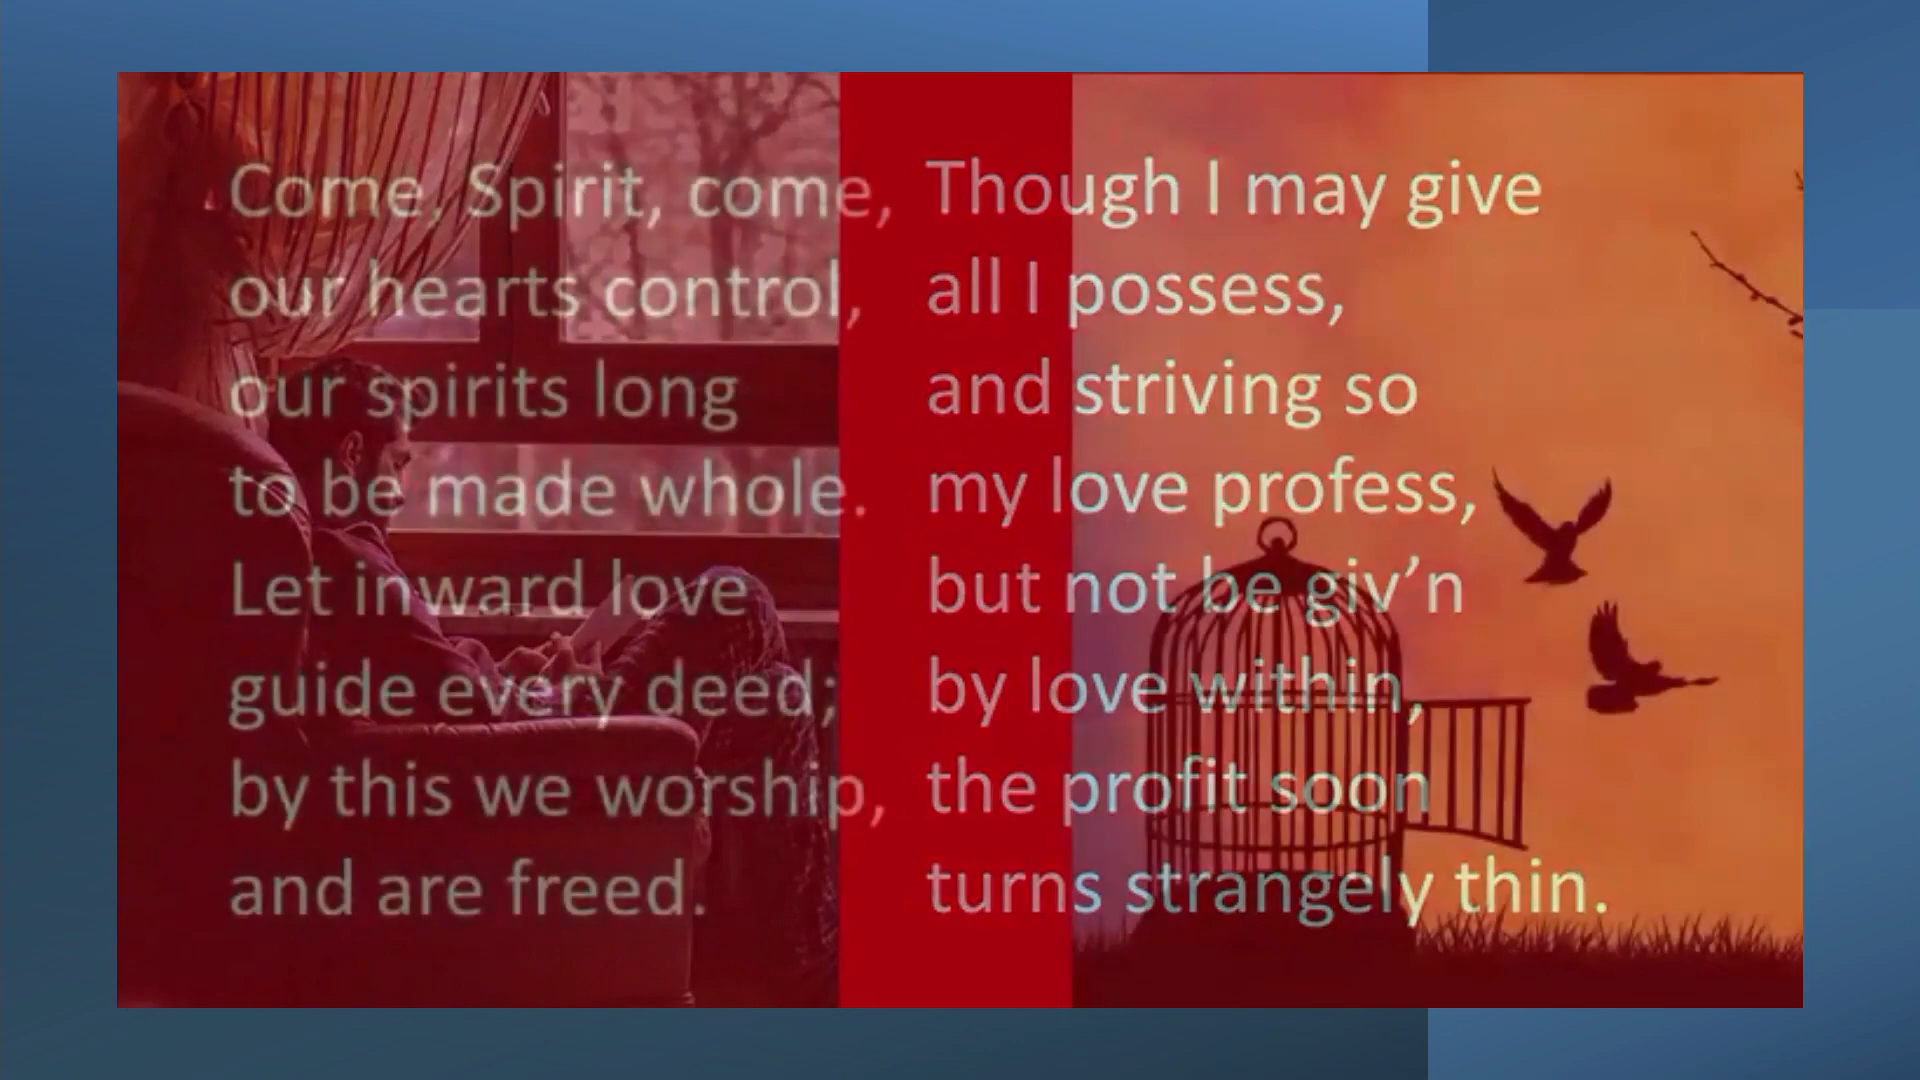 Come, Spirit, come,
our hearts control,
our spirits long
to be made whole.
Let inward love
guide every deed;
by this we worship,
and are freed.
Though I may give
all I possess,
and striving so
my love profess,
but not be giv’n
by love within,
the profit soon
turns strangely thin.